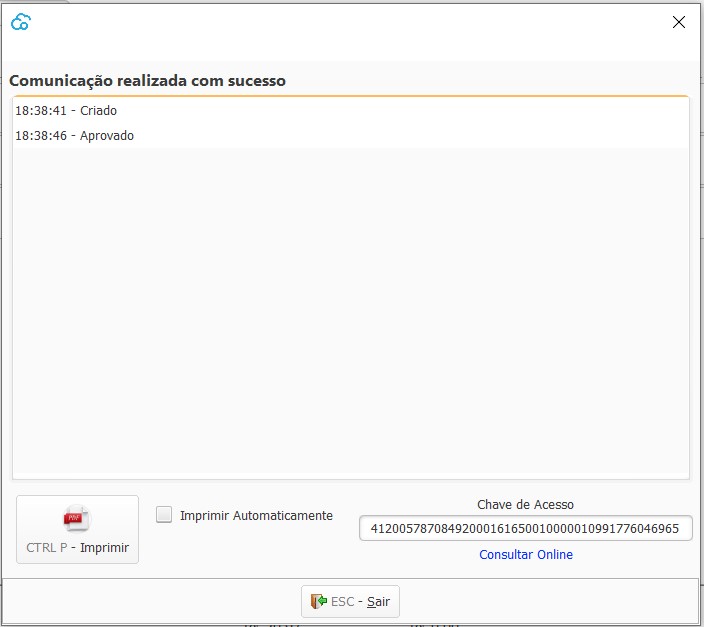 Comunicação realizada com sucesso
18:38:41 - Criado
18:38:46 - Aprovado
CTRL P - Imprimir
Imprimir Automaticamente
Chave de Acesso
41200578708492000161650010000010991776046965
Consultar Online
ESC - Sair